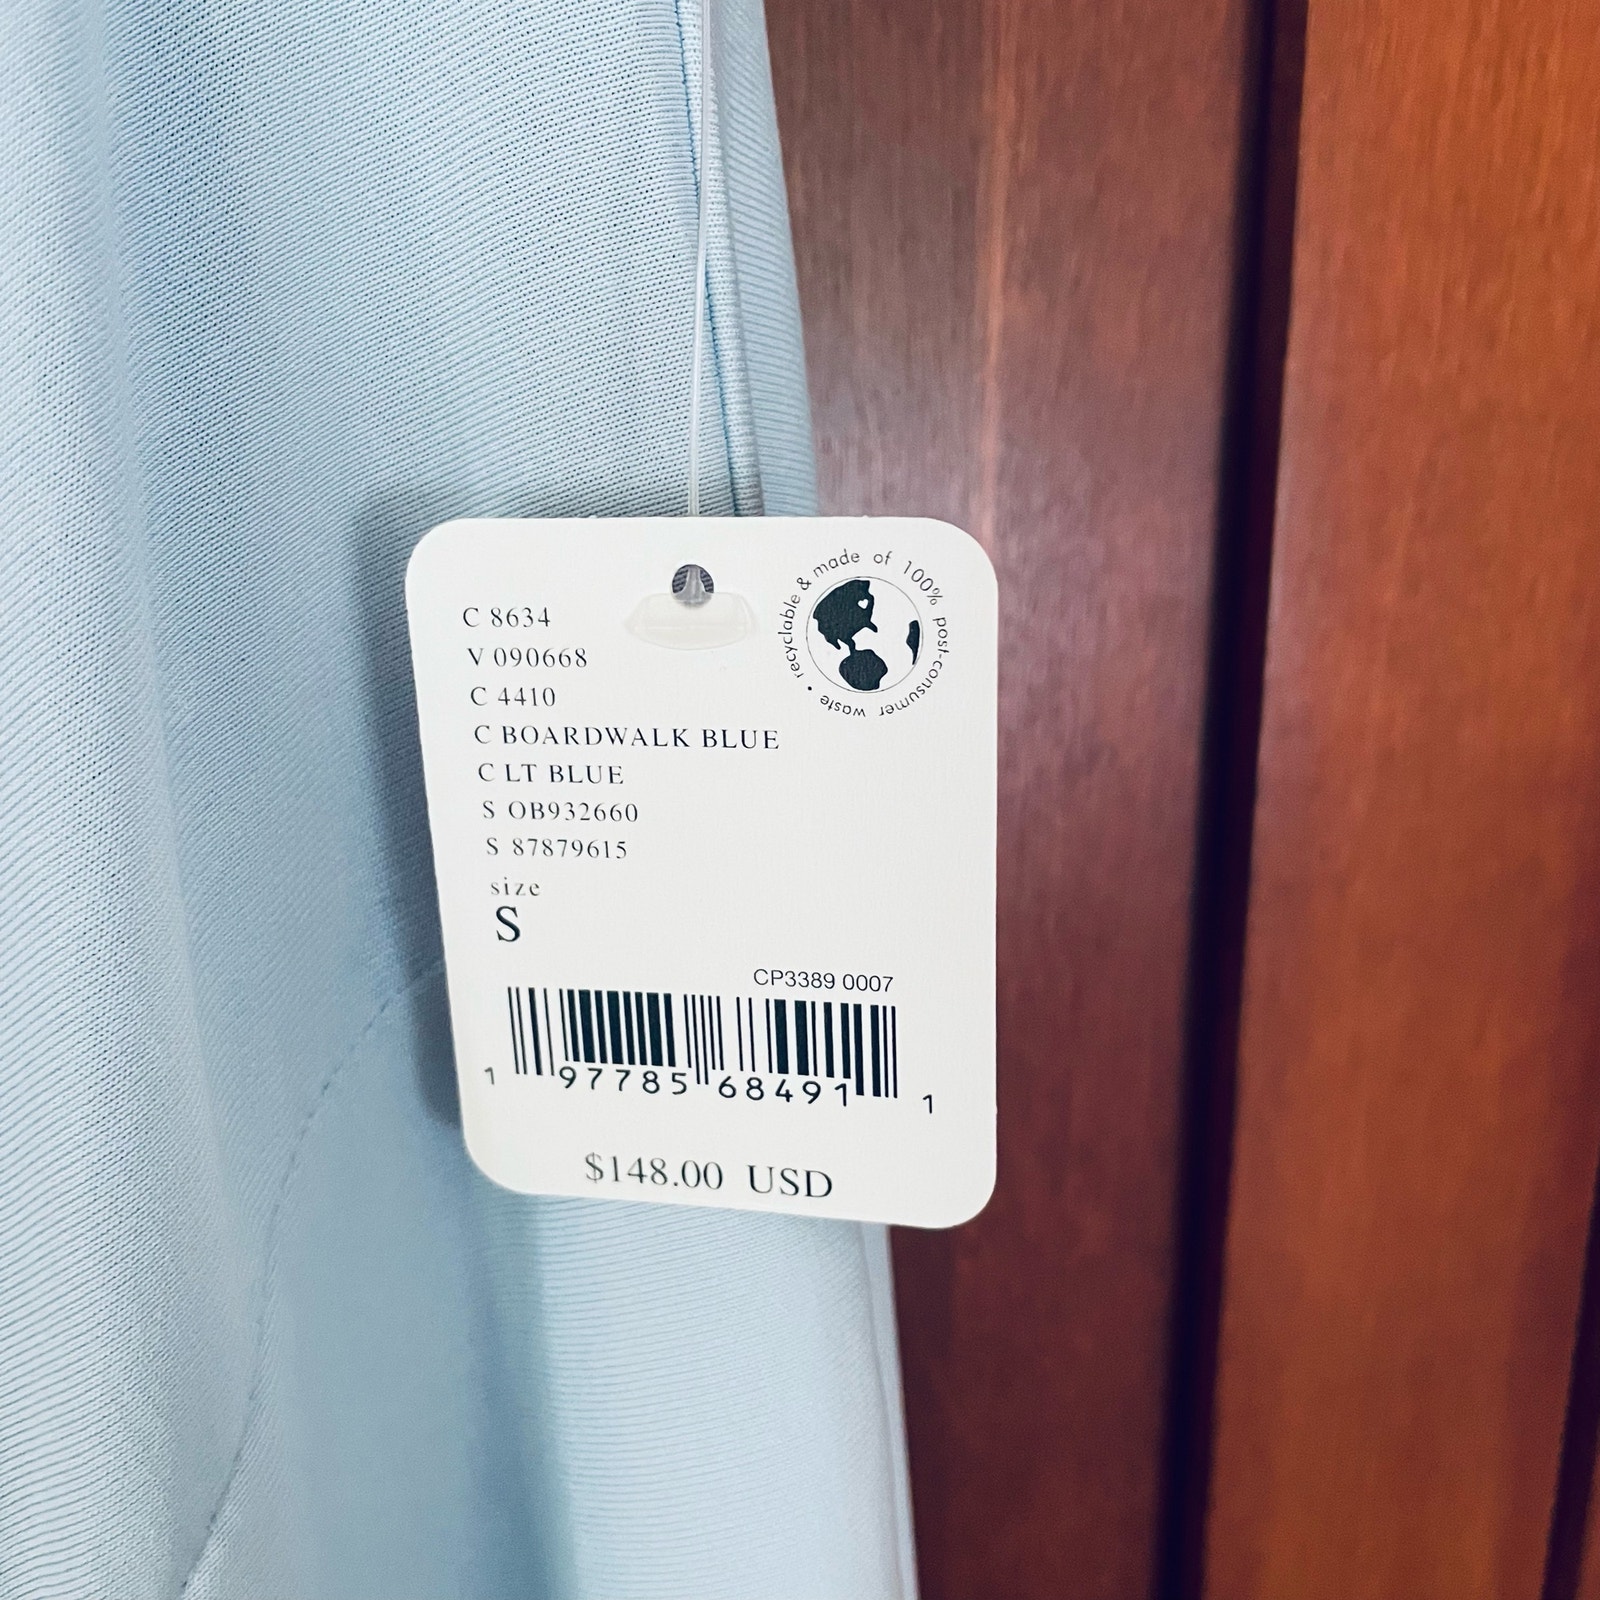 C 8634
V 090668
C 4410
C BOARDWALK BLUE
C LT BLUE
S OB932660
S 87879615
size
S
recyclable & made of 100% post-consumer waste •
CP3389 0007
1 97785 68491 1
$148.00 USD